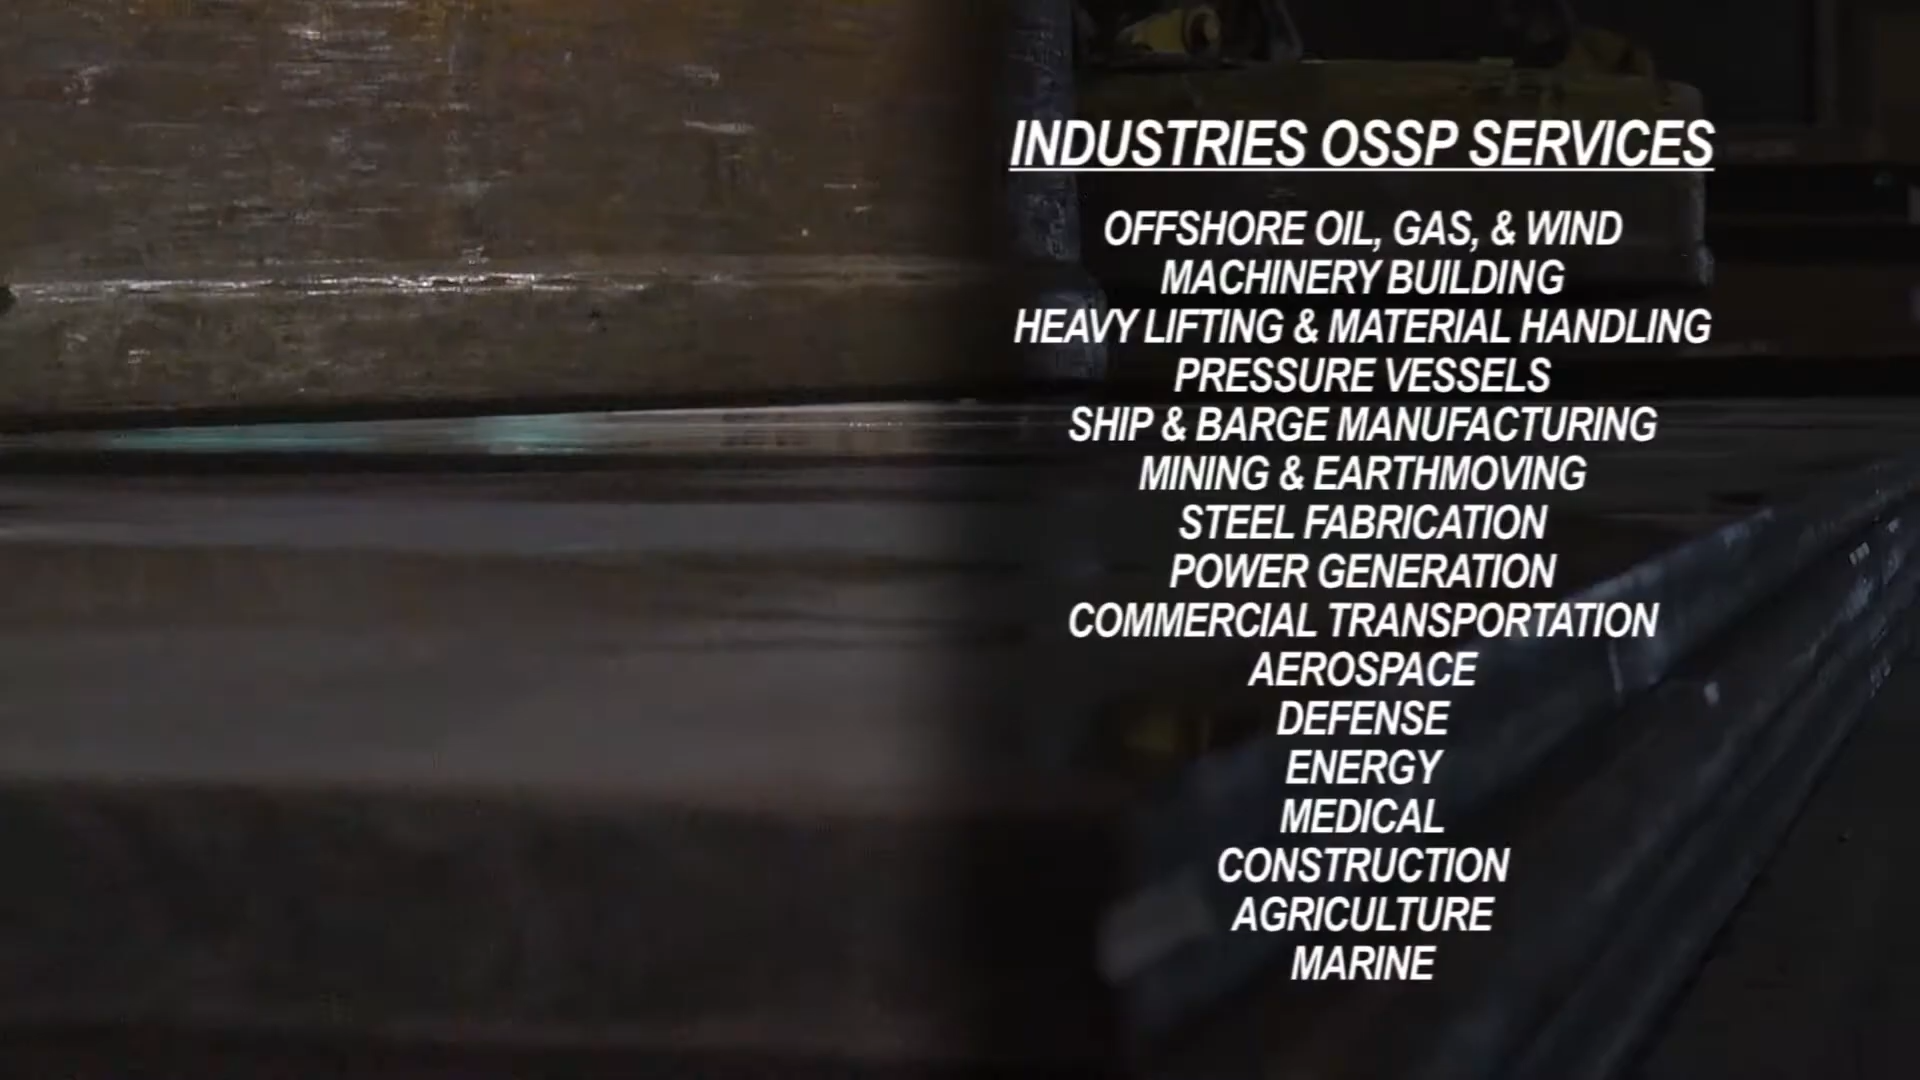 INDUSTRIES OSSP SERVICES
OFFSHORE OIL, GAS, & WIND
MACHINERY BUILDING
HEAVY LIFTING & MATERIAL HANDLING
PRESSURE VESSELS
SHIP & BARGE MANUFACTURING
MINING & EARTHMOVING
STEEL FABRICATION
POWER GENERATION
COMMERCIAL TRANSPORTATION
AEROSPACE
DEFENSE
ENERGY
MEDICAL
CONSTRUCTION
AGRICULTURE
MARINE